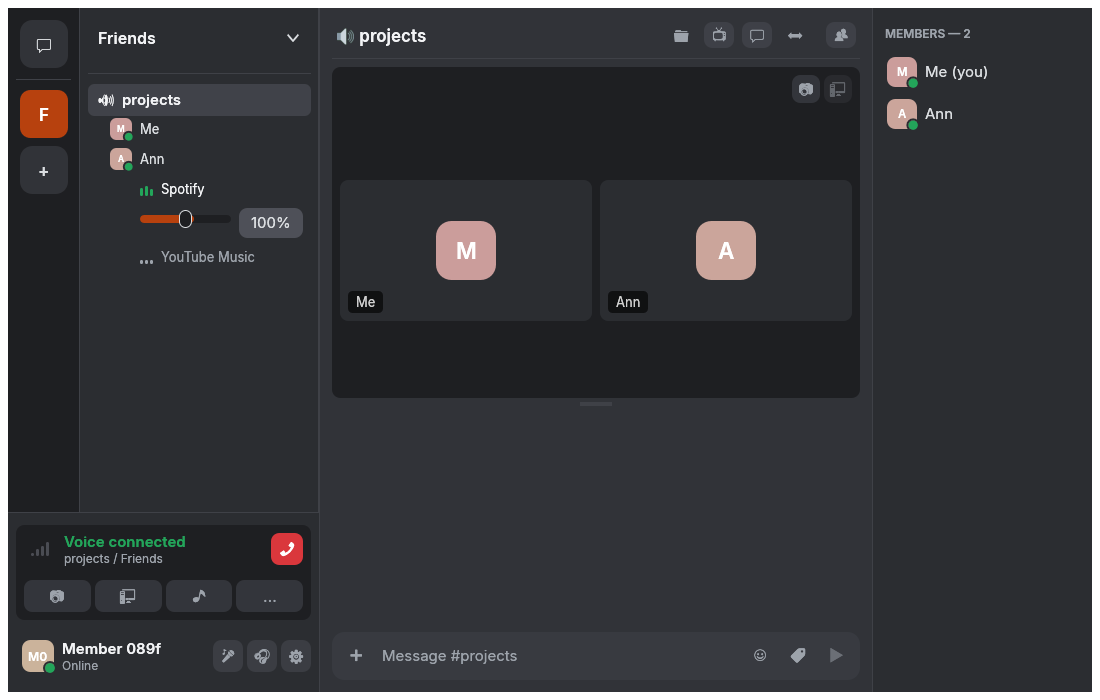 Friends
F
+
projects
M Me
A Ann
Spotify
100%
YouTube Music
Voice connected
projects / Friends
...
M0 Member 089f
Online
projects
M
Me
A
Ann
+ Message #projects
MEMBERS — 2
M Me (you)
A Ann